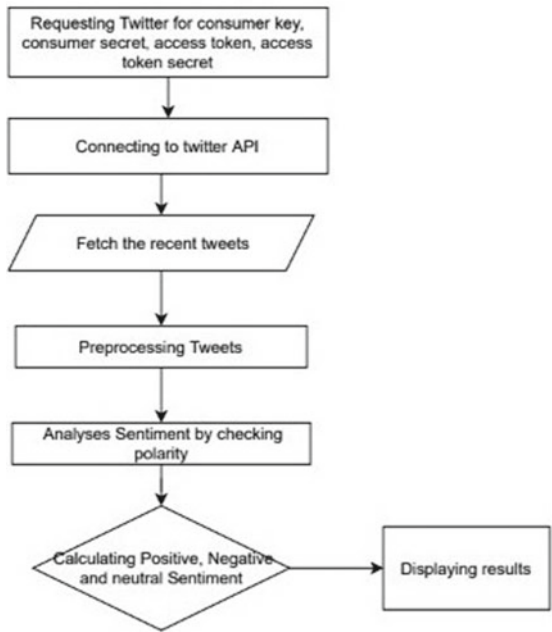 Requesting Twitter for consumer key,
consumer secret, access token, access
token secret
Connecting to twitter API
Fetch the recent tweets
Preprocessing Tweets
Analyses Sentiment by checking
polarity
Calculating Positive, Negative
and neutral Sentiment
Displaying results